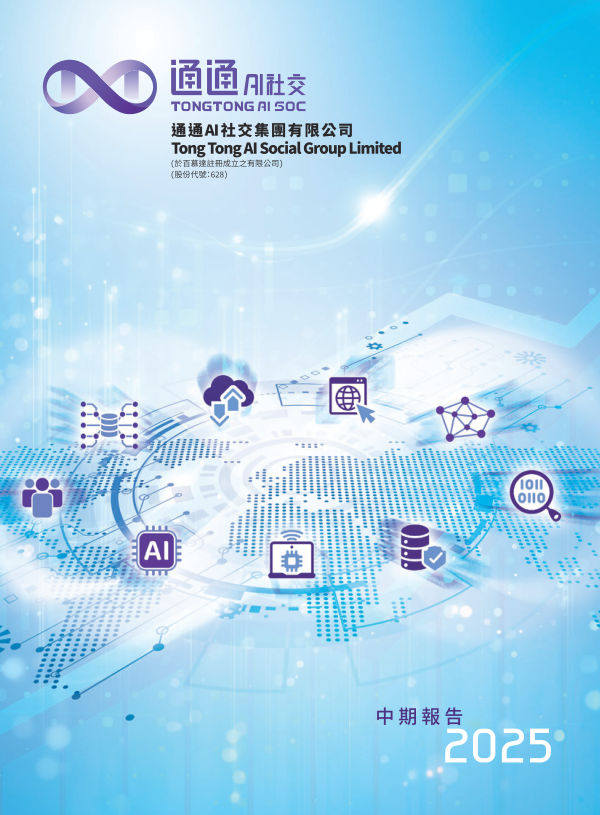 通通AI社交
TONGTONG AI SOC
通通AI社交集團有限公司
Tong Tong AI Social Group Limited
(於百慕達註冊成立之有限公司)
(股份代號：628)
1011
0110
AI
中期報告
2025